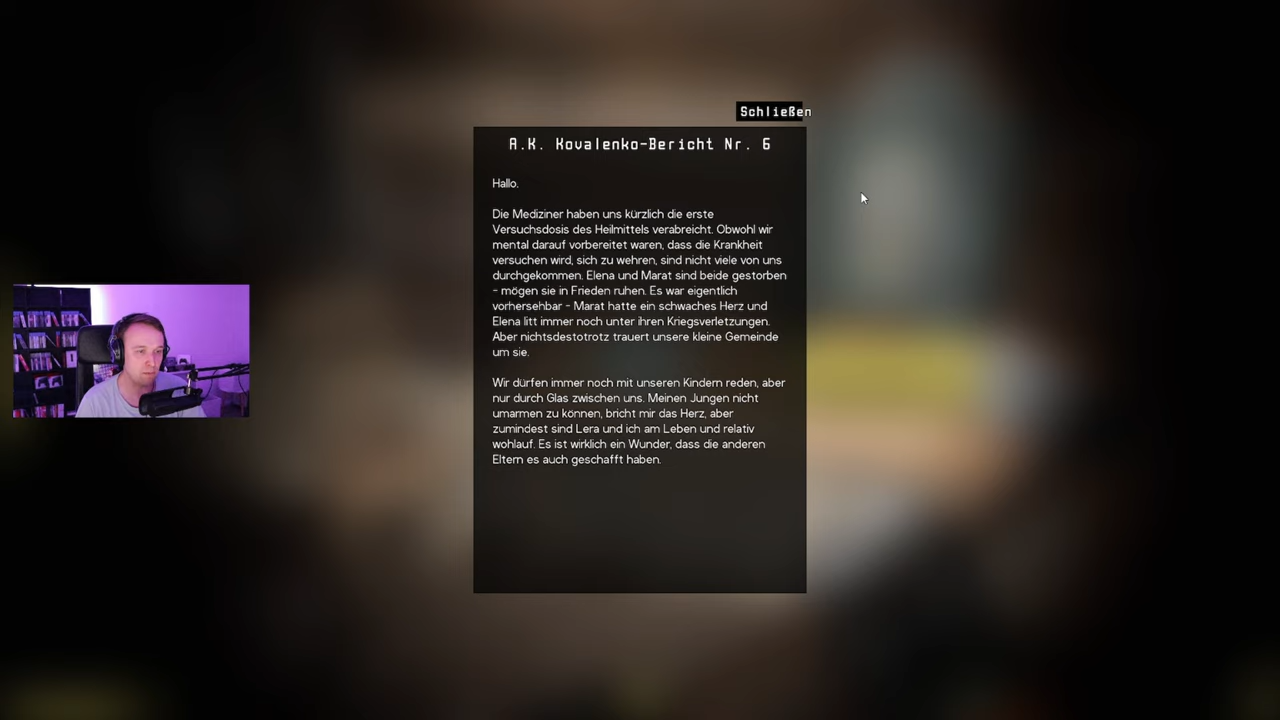 Schließen
A.K. Kovalenko-Bericht Nr. 6
Hallo.
Die Mediziner haben uns kürzlich die erste
Versuchsdosis des Heilmittels verabreicht. Obwohl wir
mental darauf vorbereitet waren, dass die Krankheit
versuchen wird, sich zu wehren, sind nicht viele von uns
durchgekommen. Elena und Marat sind beide gestorben
- mögen sie in Frieden ruhen. Es war eigentlich
vorhersehbar - Marat hatte ein schwaches Herz und
Elena litt immer noch unter ihren Kriegsverletzungen.
Aber nichtsdestotrotz trauert unsere kleine Gemeinde
um sie.
Wir dürfen immer noch mit unseren Kindern reden, aber
nur durch Glas zwischen uns. Meinen Jungen nicht
umarmen zu können, bricht mir das Herz, aber
zumindest sind Lera und ich am Leben und relativ
wohlauf. Es ist wirklich ein Wunder, dass die anderen
Eltern es auch geschafft haben.